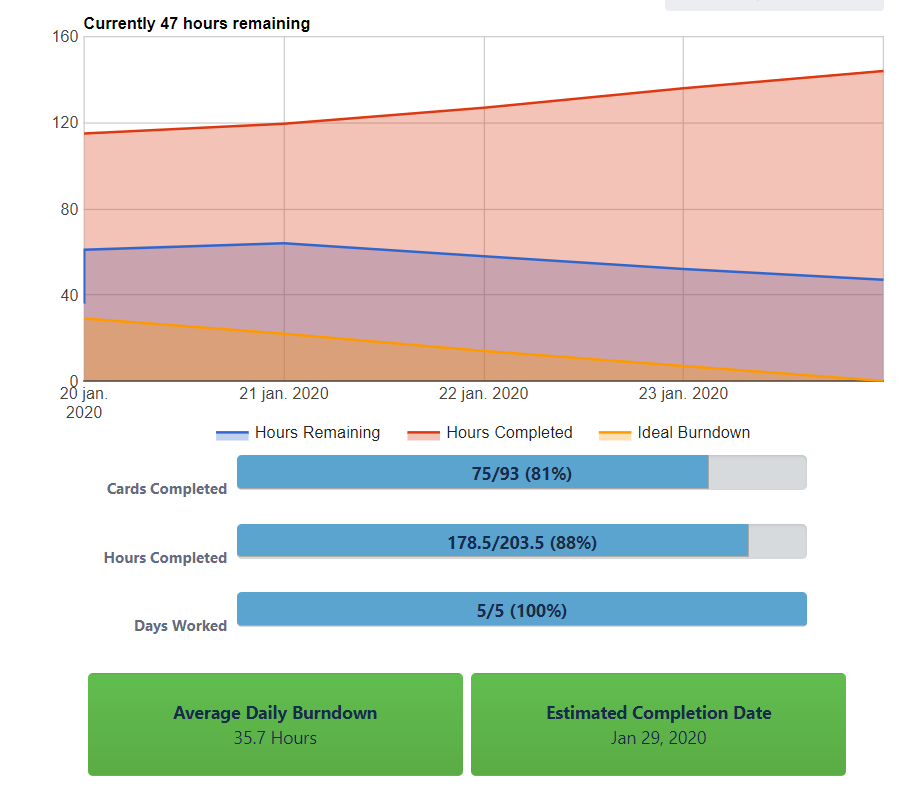 Currently 47 hours remaining
160
120
80
40
0
20 jan.
2020
21 jan. 2020
22 jan. 2020
23 jan. 2020
Hours Remaining
Hours Completed
Ideal Burndown
Cards Completed
75/93 (81%)
Hours Completed
178.5/203.5 (88%)
Days Worked
5/5 (100%)
Average Daily Burndown
35.7 Hours
Estimated Completion Date
Jan 29, 2020